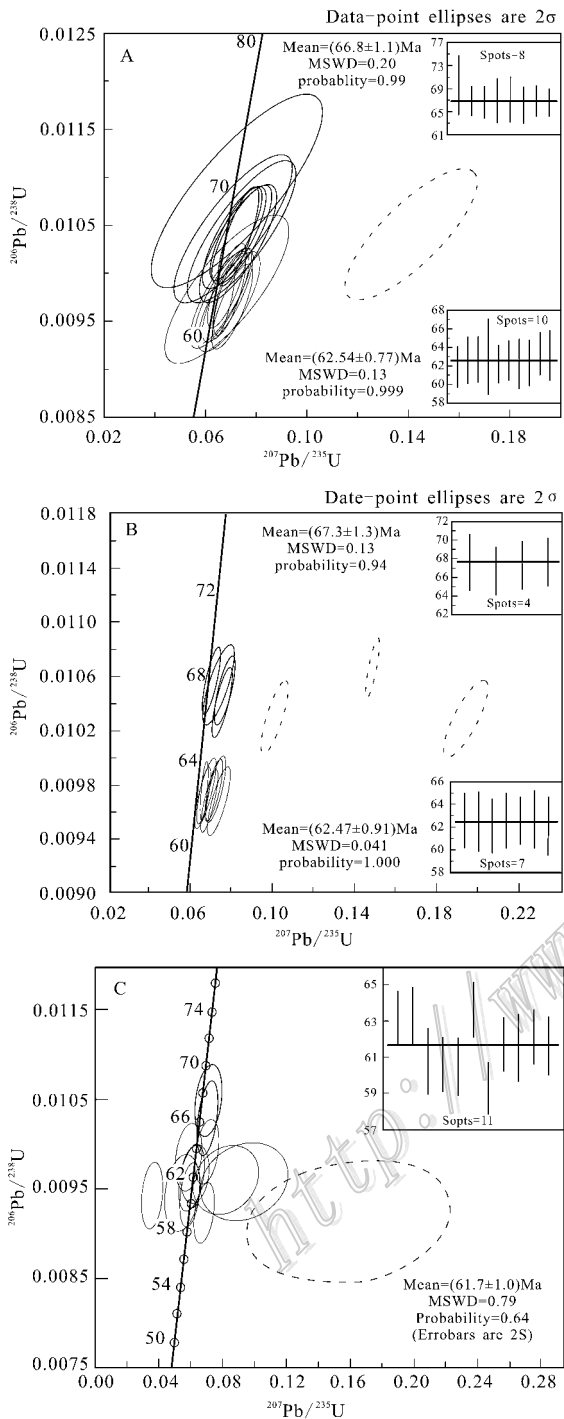 Data-point ellipses are 2σ
A
80
70
60
Mean=(66.8±1.1)Ma
MSWD=0.20
probablity=0.99
77
73
69
65
61
Spots=8
0.0125
0.0115
0.0105
0.0095
0.0085
²⁰⁶Pb/²³⁸U
Mean=(62.54±0.77)Ma
MSWD=0.13
probability=0.999
68
66
64
62
60
58
Spots=10
0.02 0.06 0.10 0.14 0.18
²⁰⁷Pb/²³⁵U
Date-point ellipses are 2σ
B
72
68
64
60
Mean=(67.3±1.3)Ma
MSWD=0.13
probability=0.94
72
70
68
66
64
62
Spots=4
0.0118
0.0114
0.0110
0.0106
0.0102
0.0098
0.0094
0.0090
²⁰⁶Pb/²³⁸U
Mean=(62.47±0.91)Ma
MSWD=0.041
probability=1.000
66
64
62
60
58
Spots=7
0.02 0.06 0.10 0.14 0.18 0.22
²⁰⁷Pb/²³⁵U
C
74
70
66
62
58
54
50
65
63
61
59
57
Sopts=11
0.0115
0.0105
0.0095
0.0085
0.0075
²⁰⁶Pb/²³⁸U
http://www
Mean=(61.7±1.0)Ma
MSWD=0.79
Probability=0.64
(Errobars are 2S)
0.00 0.04 0.08 0.12 0.16 0.20 0.24 0.28
²⁰⁷Pb/²³⁵U